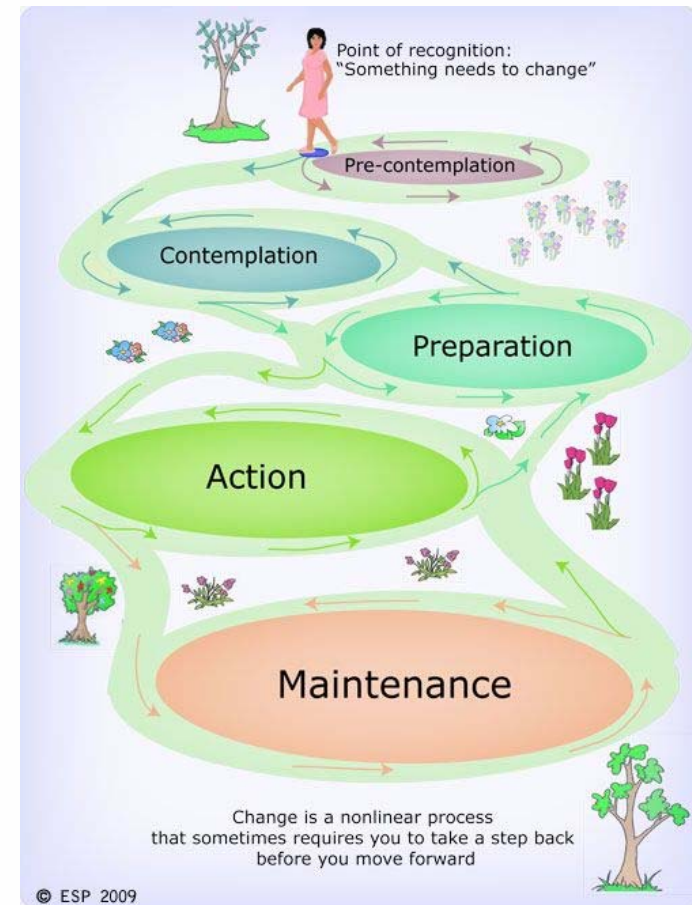 Point of recognition:
“Something needs to change”
Pre-contemplation
Contemplation
Preparation
Action
Maintenance
Change is a nonlinear process
that sometimes requires you to take a step back
before you move forward
© ESP 2009